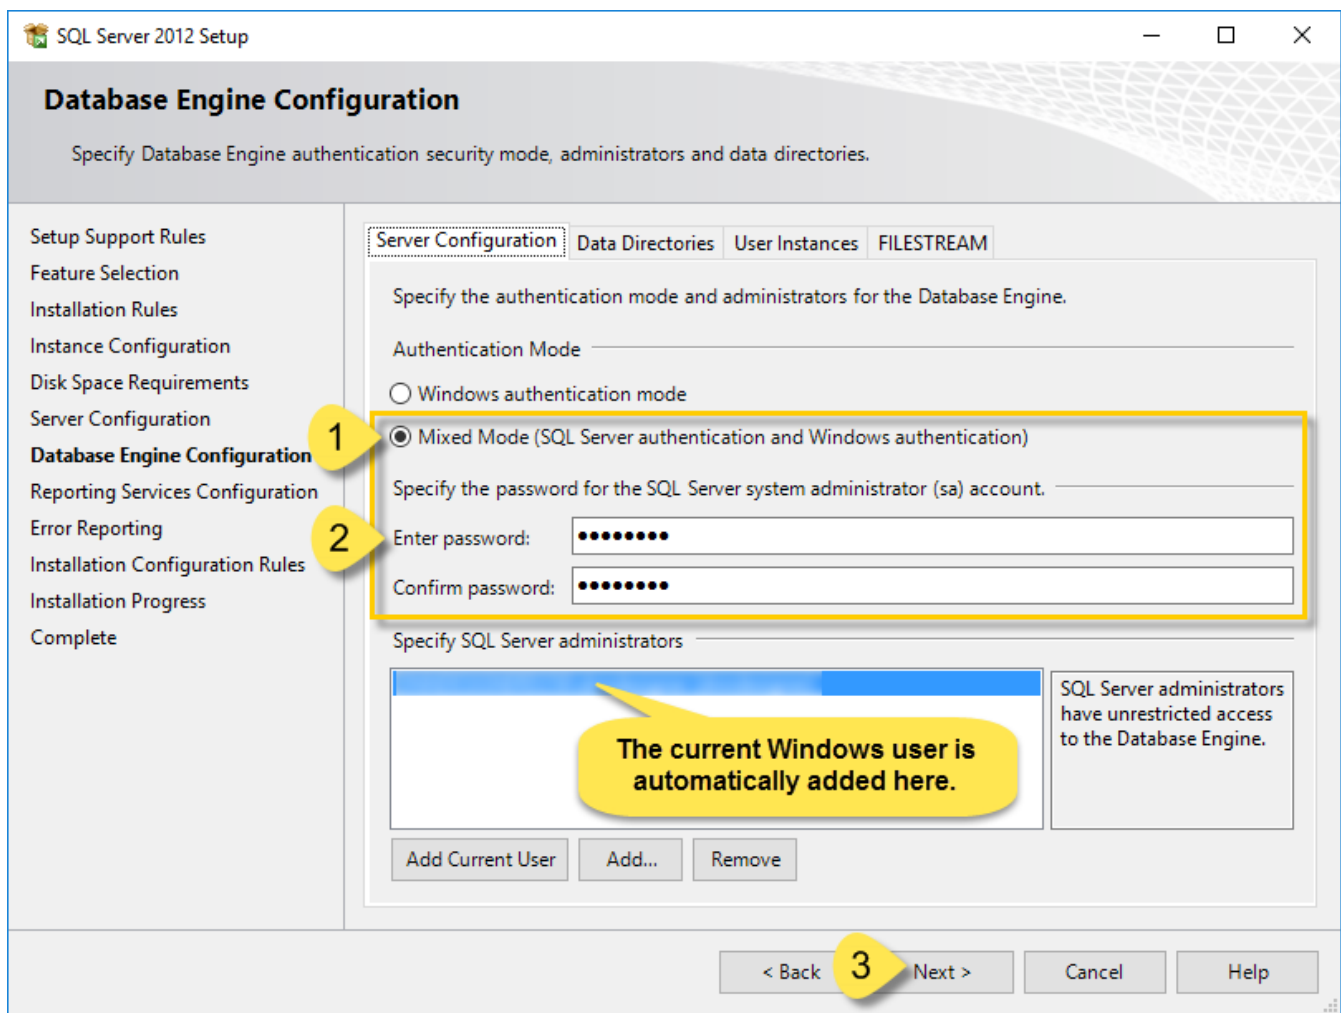 SQL Server 2012 Setup
Database Engine Configuration
Specify Database Engine authentication security mode, administrators and data directories.
Setup Support Rules
Feature Selection
Installation Rules
Instance Configuration
Disk Space Requirements
Server Configuration
Database Engine Configuration
Reporting Services Configuration
Error Reporting
Installation Configuration Rules
Installation Progress
Complete
Server Configuration Data Directories User Instances FILESTREAM
Specify the authentication mode and administrators for the Database Engine.
Authentication Mode
Windows authentication mode
1 Mixed Mode (SQL Server authentication and Windows authentication)
Specify the password for the SQL Server system administrator (sa) account.
2 Enter password: ●●●●●●●●
Confirm password: ●●●●●●●●
Specify SQL Server administrators
The current Windows user is
automatically added here.
SQL Server administrators
have unrestricted access
to the Database Engine.
Add Current User Add... Remove
< Back 3 Next > Cancel Help